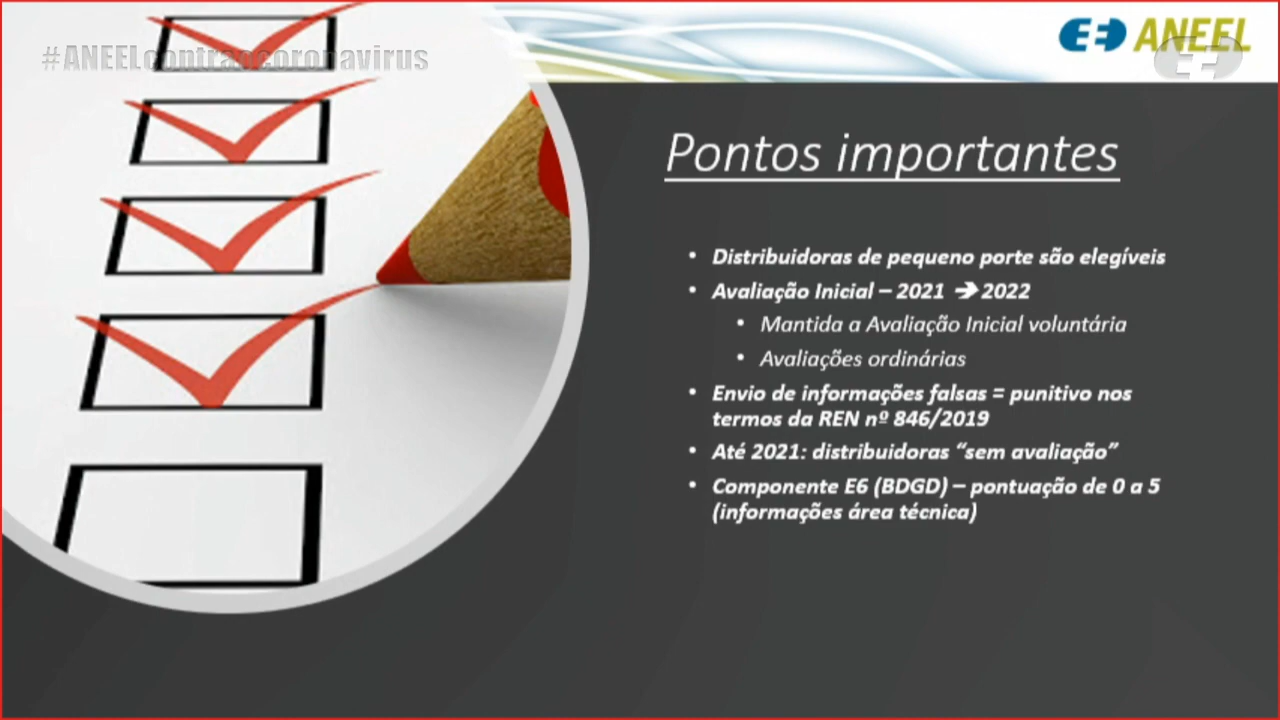 #ANEELcontraocoronavirus
ANEEL
Pontos importantes
• Distribuidoras de pequeno porte são elegíveis
• Avaliação Inicial – 2021 ➔ 2022
• Mantida a Avaliação Inicial voluntária
• Avaliações ordinárias
• Envio de informações falsas = punitivo nos
termos da REN nº 846/2019
• Até 2021: distribuidoras “sem avaliação”
• Componente E6 (BDGD) – pontuação de 0 a 5
(informações área técnica)